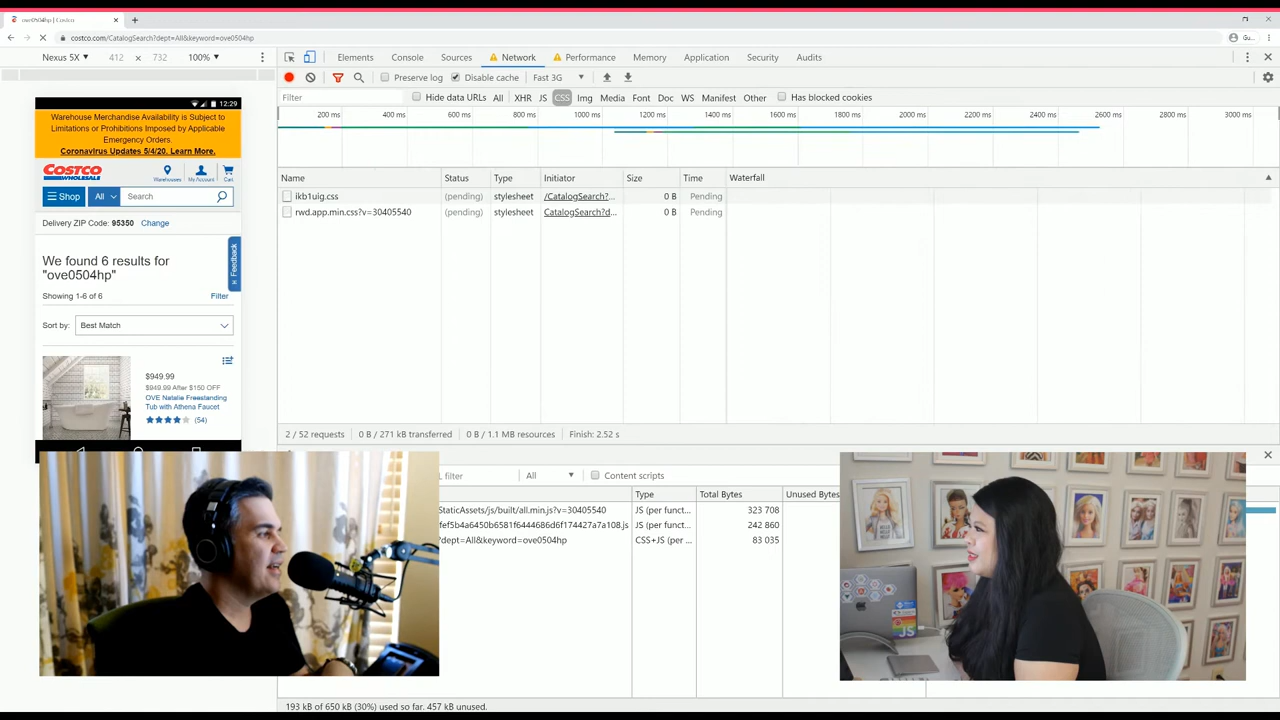 ove0504hp | Costco
costco.com/CatalogSearch?dept=All&keyword=ove0504hp
Gu...
Nexus 5X 412 × 732 100%
Elements Console Sources Network Performance Memory Application Security Audits
Preserve log Disable cache Fast 3G
Filter Hide data URLs All XHR JS CSS Img Media Font Doc WS Manifest Other Has blocked cookies
200 ms 400 ms 600 ms 800 ms 1000 ms 1200 ms 1400 ms 1600 ms 1800 ms 2000 ms 2200 ms 2400 ms 2600 ms 2800 ms 3000 ms
Name Status Type Initiator Size Time Waterfall
ikb1uig.css (pending) stylesheet /CatalogSearch?... 0 B Pending
rwd.app.min.css?v=30405540 (pending) stylesheet CatalogSearch?d... 0 B Pending
2 / 52 requests 0 B / 271 kB transferred 0 B / 1.1 MB resources Finish: 2.52 s
12:29
Warehouse Merchandise Availability is Subject to
Limitations or Prohibitions Imposed by Applicable
Emergency Orders.
Coronavirus Updates 5/4/20. Learn More.
COSTCO
WHOLESALE
Warehouses My Account Cart
Shop All Search
Delivery ZIP Code: 95350 Change
Feedback
We found 6 results for
"ove0504hp"
Showing 1-6 of 6 Filter
Sort by: Best Match
$949.99
$949.99 After $150 OFF
OVE Natalie Freestanding
Tub with Athena Faucet
(54)
filter All Content scripts
Type Total Bytes Unused Bytes
StaticAssets/js/built/all.min.js?v=30405540 JS (per funct... 323 708
fef5b4a6450b6581f6444686d6f174427a7a108.js JS (per funct... 242 860
?dept=All&keyword=ove0504hp CSS+JS (per ... 83 035
JS
193 kB of 650 kB (30%) used so far. 457 kB unused.